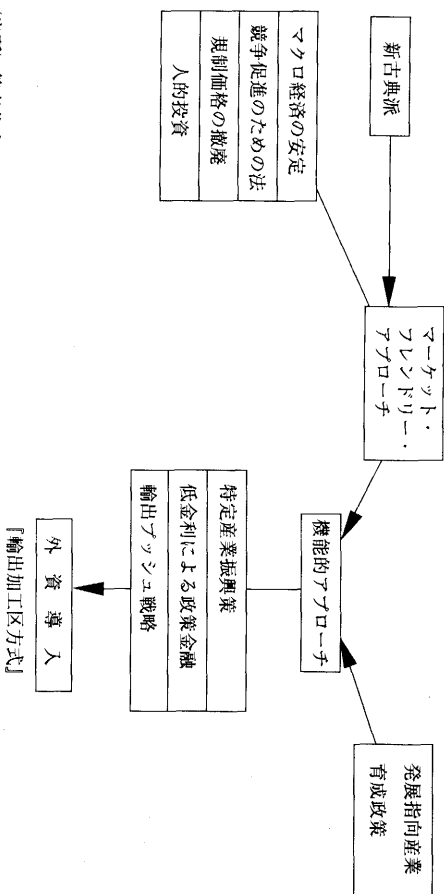 新古典派
マーケット・
フレンドリー・
アプローチ
マクロ経済の安定
競争促進のための法
規制価格の撤廃
人的投資
機能的アプローチ
発展指向産業
育成政策
特定産業振興策
低金利による政策金融
輸出プッシュ戦略
外資導入
『輸出加工区方式』